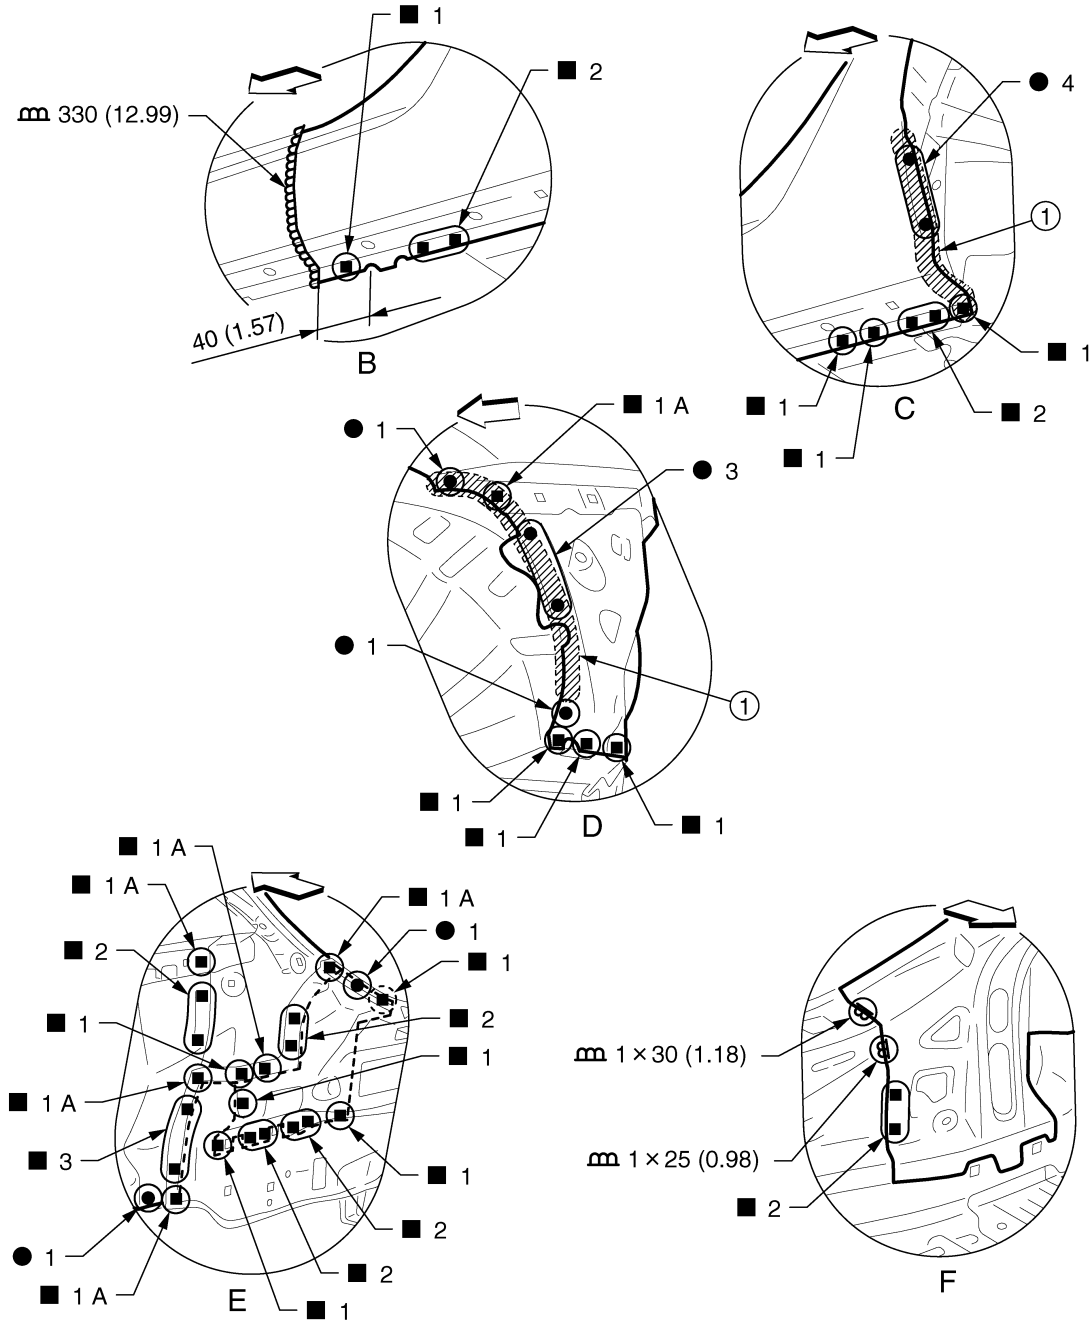 ■ 1
■ 2
330 (12.99)
40 (1.57)
B
● 4
①
■ 1
■ 1
■ 2
■ 1
C
● 1
■ 1 A
● 3
● 1
①
■ 1
■ 1
■ 1
D
■ 1 A
■ 1 A
■ 2
■ 1
■ 1 A
■ 3
● 1
■ 1 A
■ 1 A
● 1
■ 1
■ 2
■ 1
■ 1
■ 2
■ 2
■ 1
E
1×30 (1.18)
1×25 (0.98)
■ 2
F